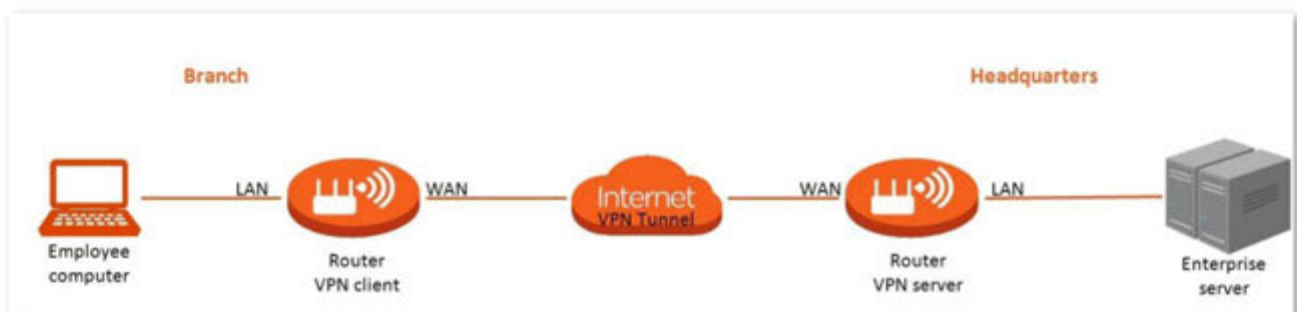 Branch
Headquarters
LAN
WAN
Internet
VPN Tunnel
WAN
LAN
Employee
computer
Router
VPN client
Router
VPN server
Enterprise
server